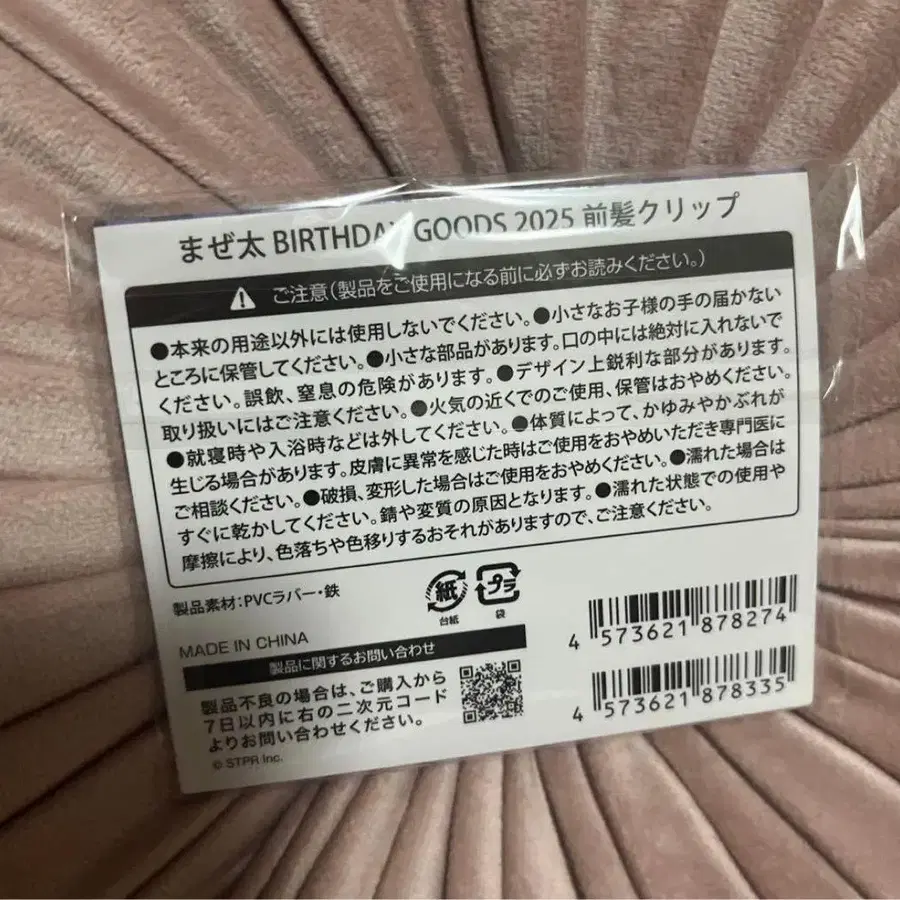 まぜ太 BIRTHDAY GOODS 2025 前髪クリップ
ご注意(製品をご使用になる前に必ずお読みください。)
●本来の用途以外には使用しないでください。●小さなお子様の手の届かない
ところに保管してください。●小さな部品があります。口の中には絶対に入れないで
ください。誤飲、窒息の危険があります。●デザイン上鋭利な部分があります。
取り扱いにはご注意ください。●火気の近くでのご使用、保管はおやめください。
●就寝時や入浴時などは外してください。●体質によって、かゆみやかぶれが
生じる場合があります。皮膚に異常を感じた時はご使用をおやめいただき専門医に
ご相談ください。●破損、変形した場合はご使用をおやめください。●濡れた場合は
すぐに乾かしてください。錆や変質の原因となります。●濡れた状態での使用や
摩擦により、色落ちや色移りするおそれがありますので、ご注意ください。
製品素材:PVCラバー・鉄
紙
台紙
プラ
袋
MADE IN CHINA
製品に関するお問い合わせ
製品不良の場合は、ご購入から
7日以内に右の二次元コード
よりお問い合わせください。
© STPR Inc.
4 573621 878274
4 573621 878335